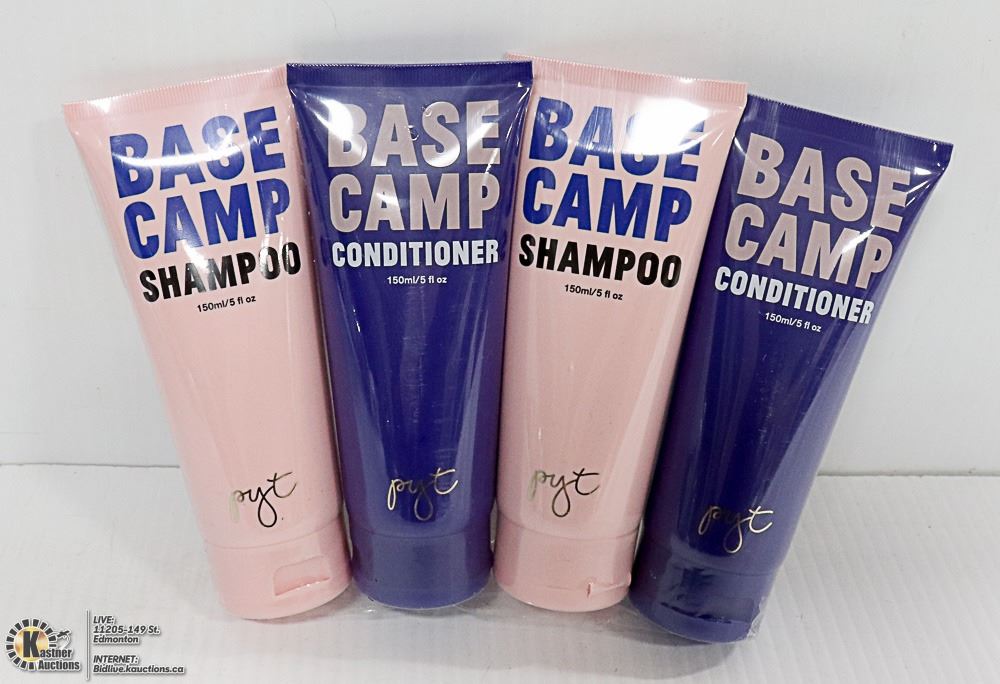 BASE
CAMP
SHAMPOO
150ml/5 fl oz
pyt
BASE
CAMP
CONDITIONER
150ml/5 fl oz
pyt
BASE
CAMP
SHAMPOO
150ml/5 fl oz
pyt
BASE
CAMP
CONDITIONER
150ml/5 fl oz
pyt
Kastner
Auctions
LIVE:
11205-149 St.
Edmonton
INTERNET:
Bidlive.kauctions.ca